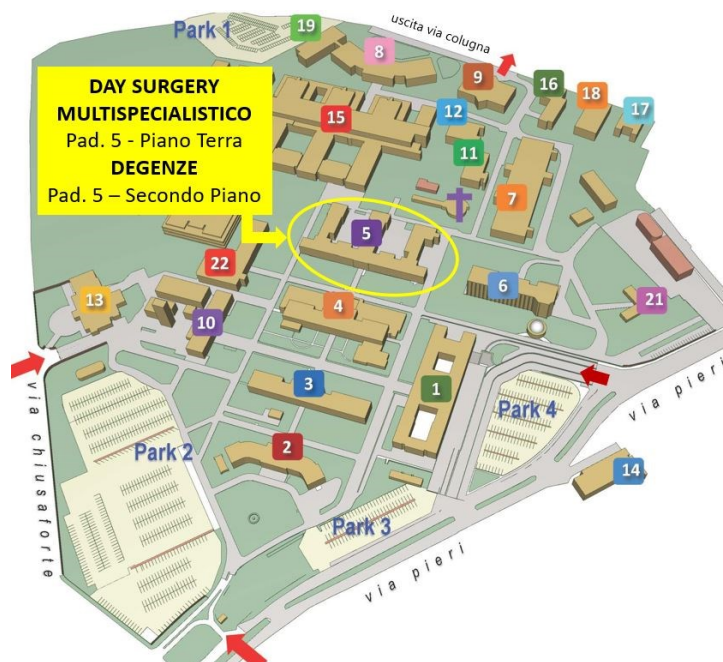 uscita via colugna
Park 1
19
8
9
16
18
17
DAY SURGERY
MULTISPECIALISTICO
Pad. 5 - Piano Terra
DEGENZE
Pad. 5 – Secondo Piano
15
12
11
7
5
22
6
21
13
10
4
3
1
Park 4
via pieri
via chiusaforte
Park 2
2
14
Park 3
via pieri